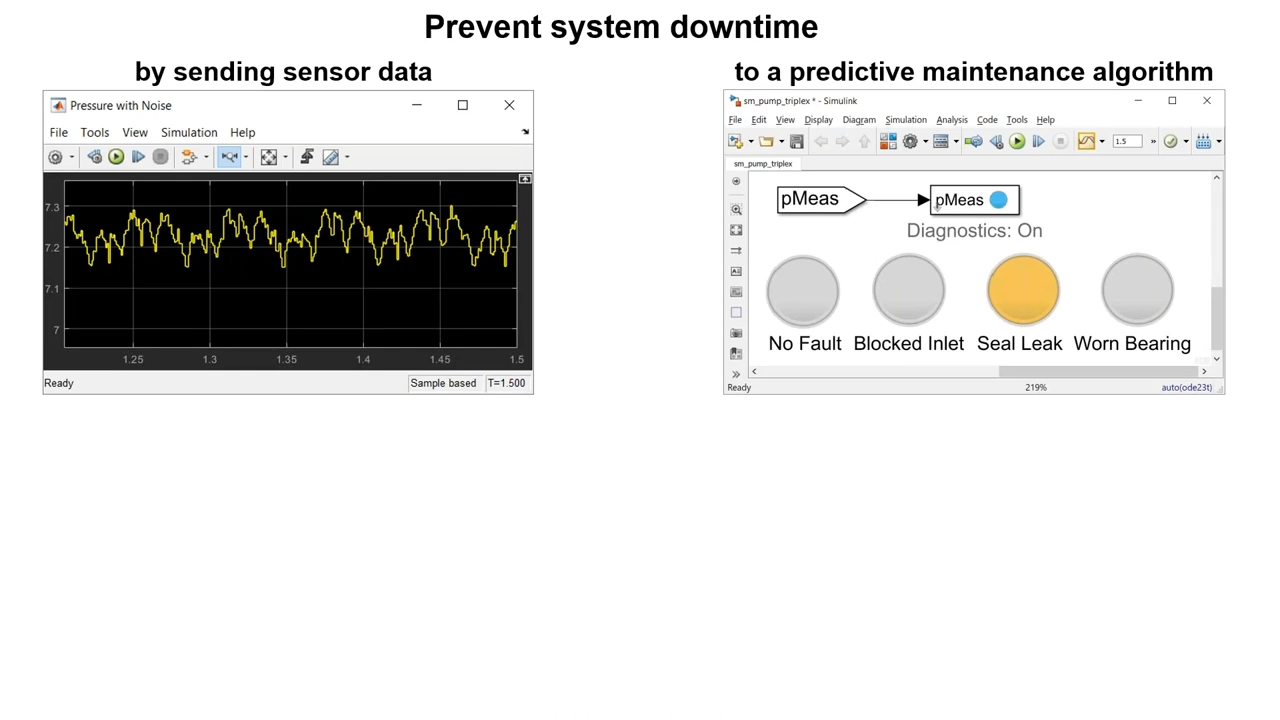 Prevent system downtime
by sending sensor data
Pressure with Noise
File Tools View Simulation Help
7.3
7.2
7.1
7
1.25 1.3 1.35 1.4 1.45 1.5
Ready Sample based T=1.500
to a predictive maintenance algorithm
sm_pump_triplex * - Simulink
File Edit View Display Diagram Simulation Analysis Code Tools Help
1.5
sm_pump_triplex
pMeas pMeas
Diagnostics: On
No Fault Blocked Inlet Seal Leak Worn Bearing
Ready 219% auto(ode23t)